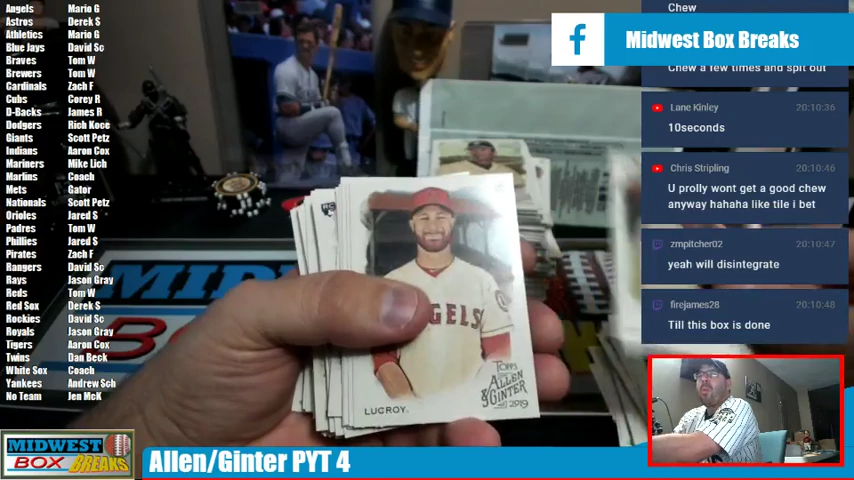 Angels Mario G
Astros Derek S
Athletics Mario G
Blue Jays David Sc
Braves Tom W
Brewers Tom W
Cardinals Zach F
Cubs Corey R
D-Backs James R
Dodgers Rich Koce
Giants Scott Petz
Indians Aaron Cox
Mariners Mike Lich
Marlins Coach
Mets Gator
Nationals Scott Petz
Orioles Jared S
Padres Tom W
Phillies Jared S
Pirates Zach F
Rangers David Sc
Rays Jason Gray
Reds Tom W
Red Sox Derek S
Rockies David Sc
Royals Jason Gray
Tigers Aaron Cox
Twins Dan Beck
White Sox Coach
Yankees Andrew Sch
No Team Jen McK
MIDWEST
BOX BREAKS
Allen/Ginter PYT 4
MIDW
B
RC
GELS
TOPPS
ALLEN
& GINTER
2019
LUCROY.
f Midwest Box Breaks
Chew
Chew a few times and spit out
Lane Kinley 20:10:36
10seconds
Chris Stripling 20:10:46
U prolly wont get a good chew
anyway hahaha like tile i bet
zmpitcher02 20:10:47
yeah will disintegrate
firejames28 20:10:48
Till this box is done